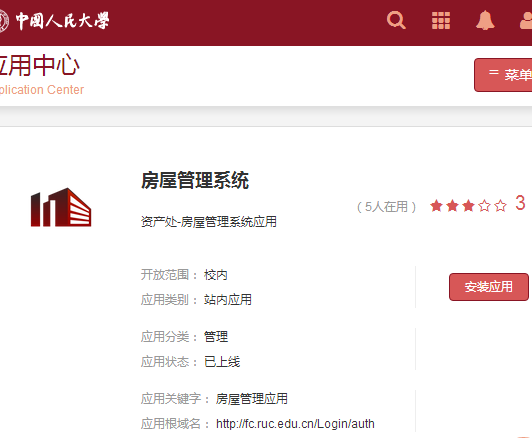 中國人民大學
应用中心
pplication Center
菜单
房屋管理系统
资产处-房屋管理系统应用
（5人在用）
3
开放范围： 校内
应用类别： 站内应用
安装应用
应用分类： 管理
应用状态： 已上线
应用关键字： 房屋管理应用
应用根域名： http://fc.ruc.edu.cn/Login/auth